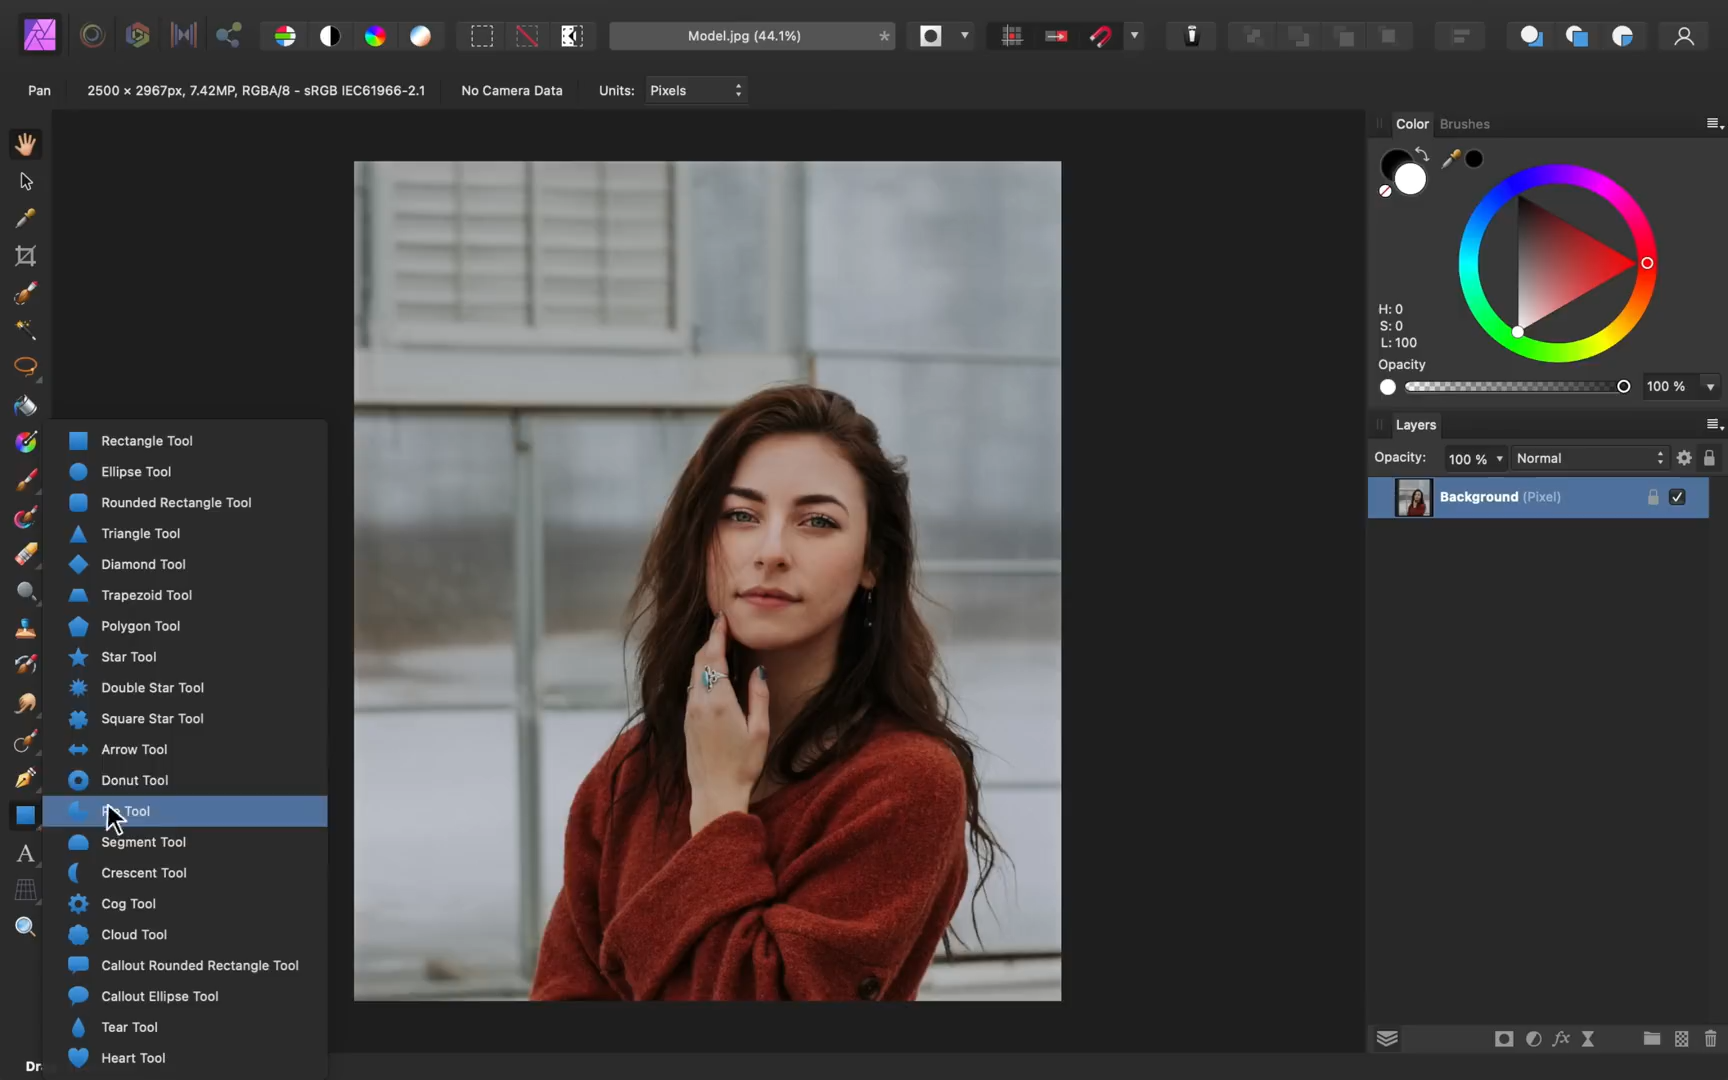 Model.jpg (44.1%)
*
Pan
2500 × 2967px, 7.42MP, RGBA/8 - sRGB IEC61966-2.1
No Camera Data
Units:
Pixels
Color
Brushes
H: 0
S: 0
L: 100
Opacity
100 %
Layers
Opacity:
100 %
Normal
Background (Pixel)
Rectangle Tool
Ellipse Tool
Rounded Rectangle Tool
Triangle Tool
Diamond Tool
Trapezoid Tool
Polygon Tool
Star Tool
Double Star Tool
Square Star Tool
Arrow Tool
Donut Tool
Tool
Segment Tool
Crescent Tool
Cog Tool
Cloud Tool
Callout Rounded Rectangle Tool
Callout Ellipse Tool
Tear Tool
Heart Tool
A
fx